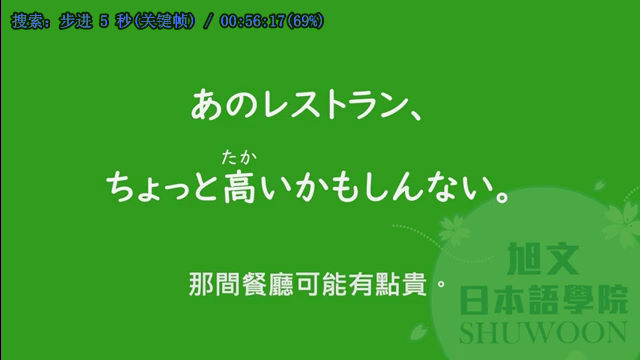 搜索: 步进 5 秒(关键帧) / 00:56:17(69%)
あのレストラン、
たか
ちょっと高いかもしんない。
那間餐廳可能有點貴。
旭文
日本語學院
SHUWOON